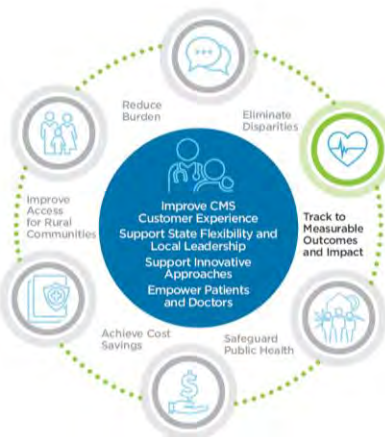 Reduce
Burden
Eliminate
Disparities
Improve
Access
for Rural
Communities
Improve CMS
Customer Experience
Support State Flexibility and
Local Leadership
Support Innovative
Approaches
Empower Patients
and Doctors
Track to
Measurable
Outcomes
and Impact
Achieve Cost
Savings
Safeguard
Public Health